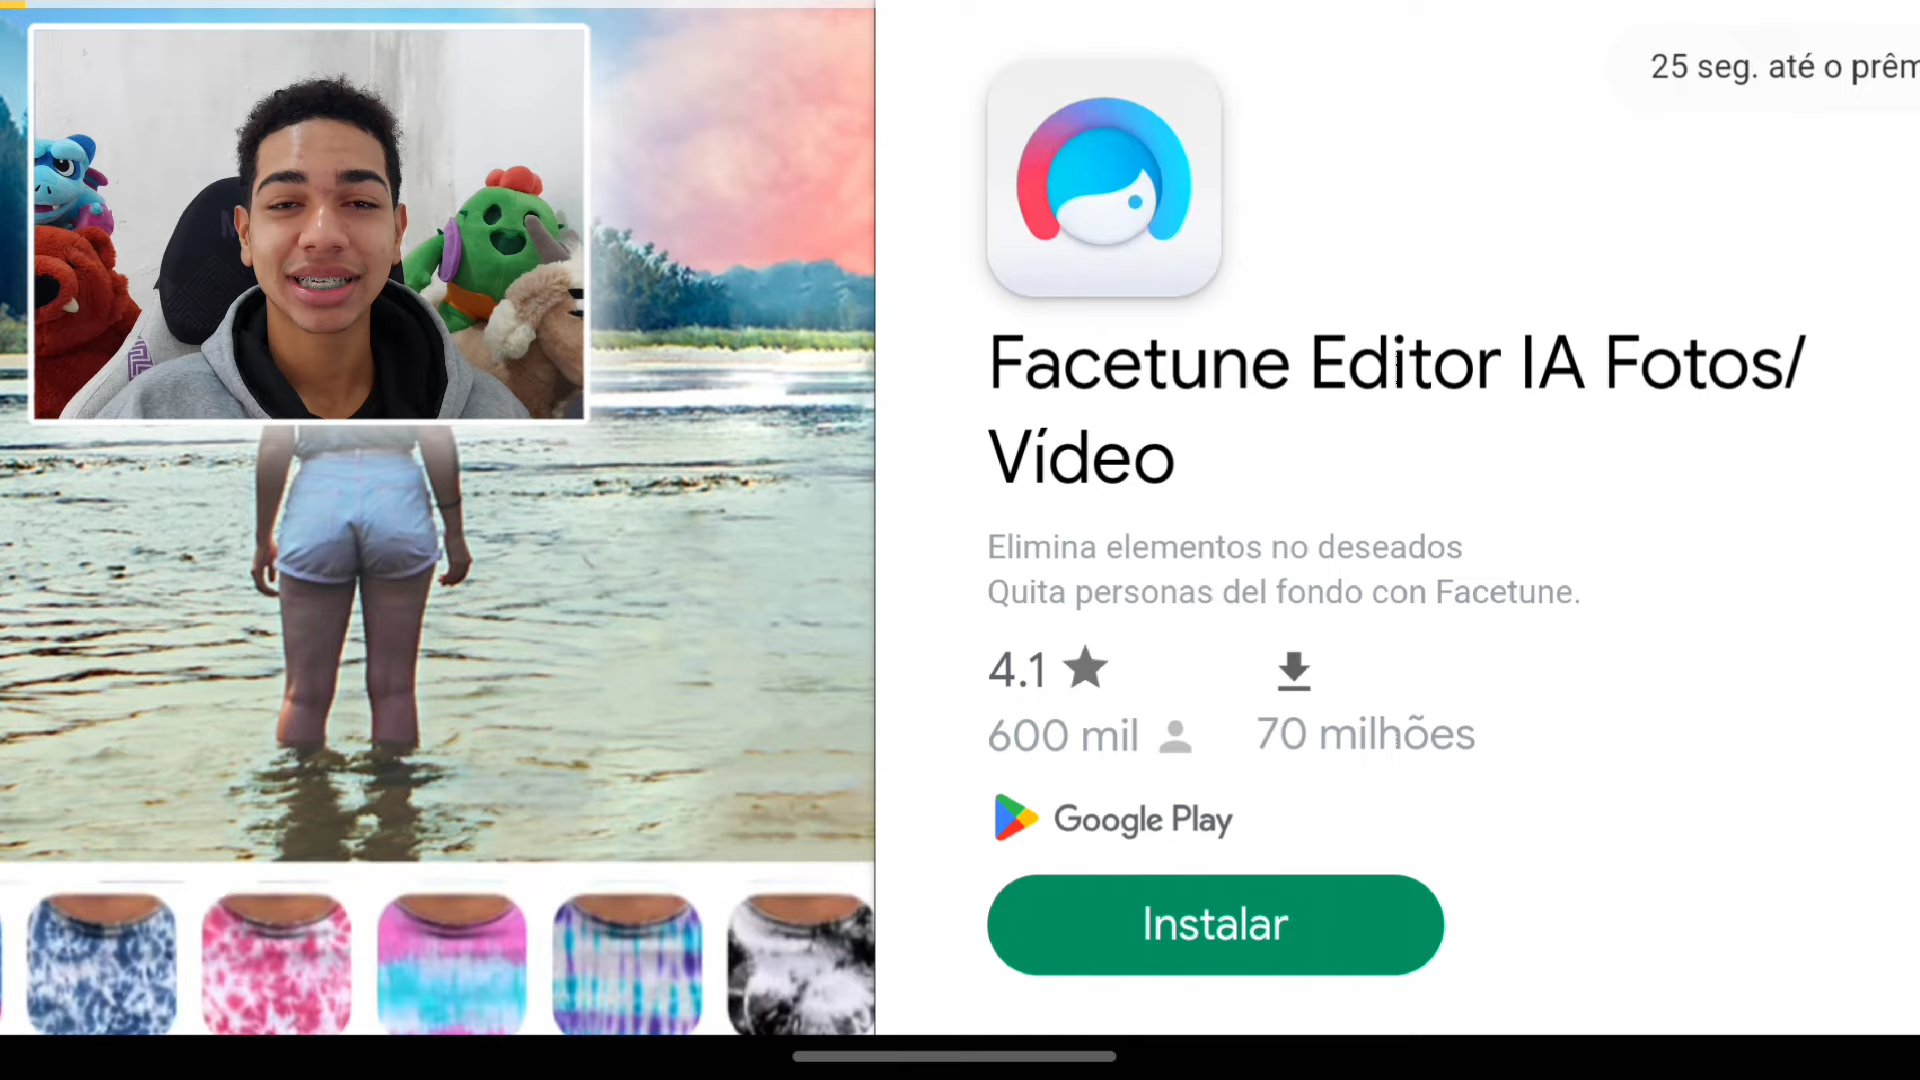 25 seg. até o prêm
Facetune Editor IA Fotos/
Vídeo
Elimina elementos no deseados
Quita personas del fondo con Facetune.
4.1
600 mil
70 milhões
Google Play
Instalar